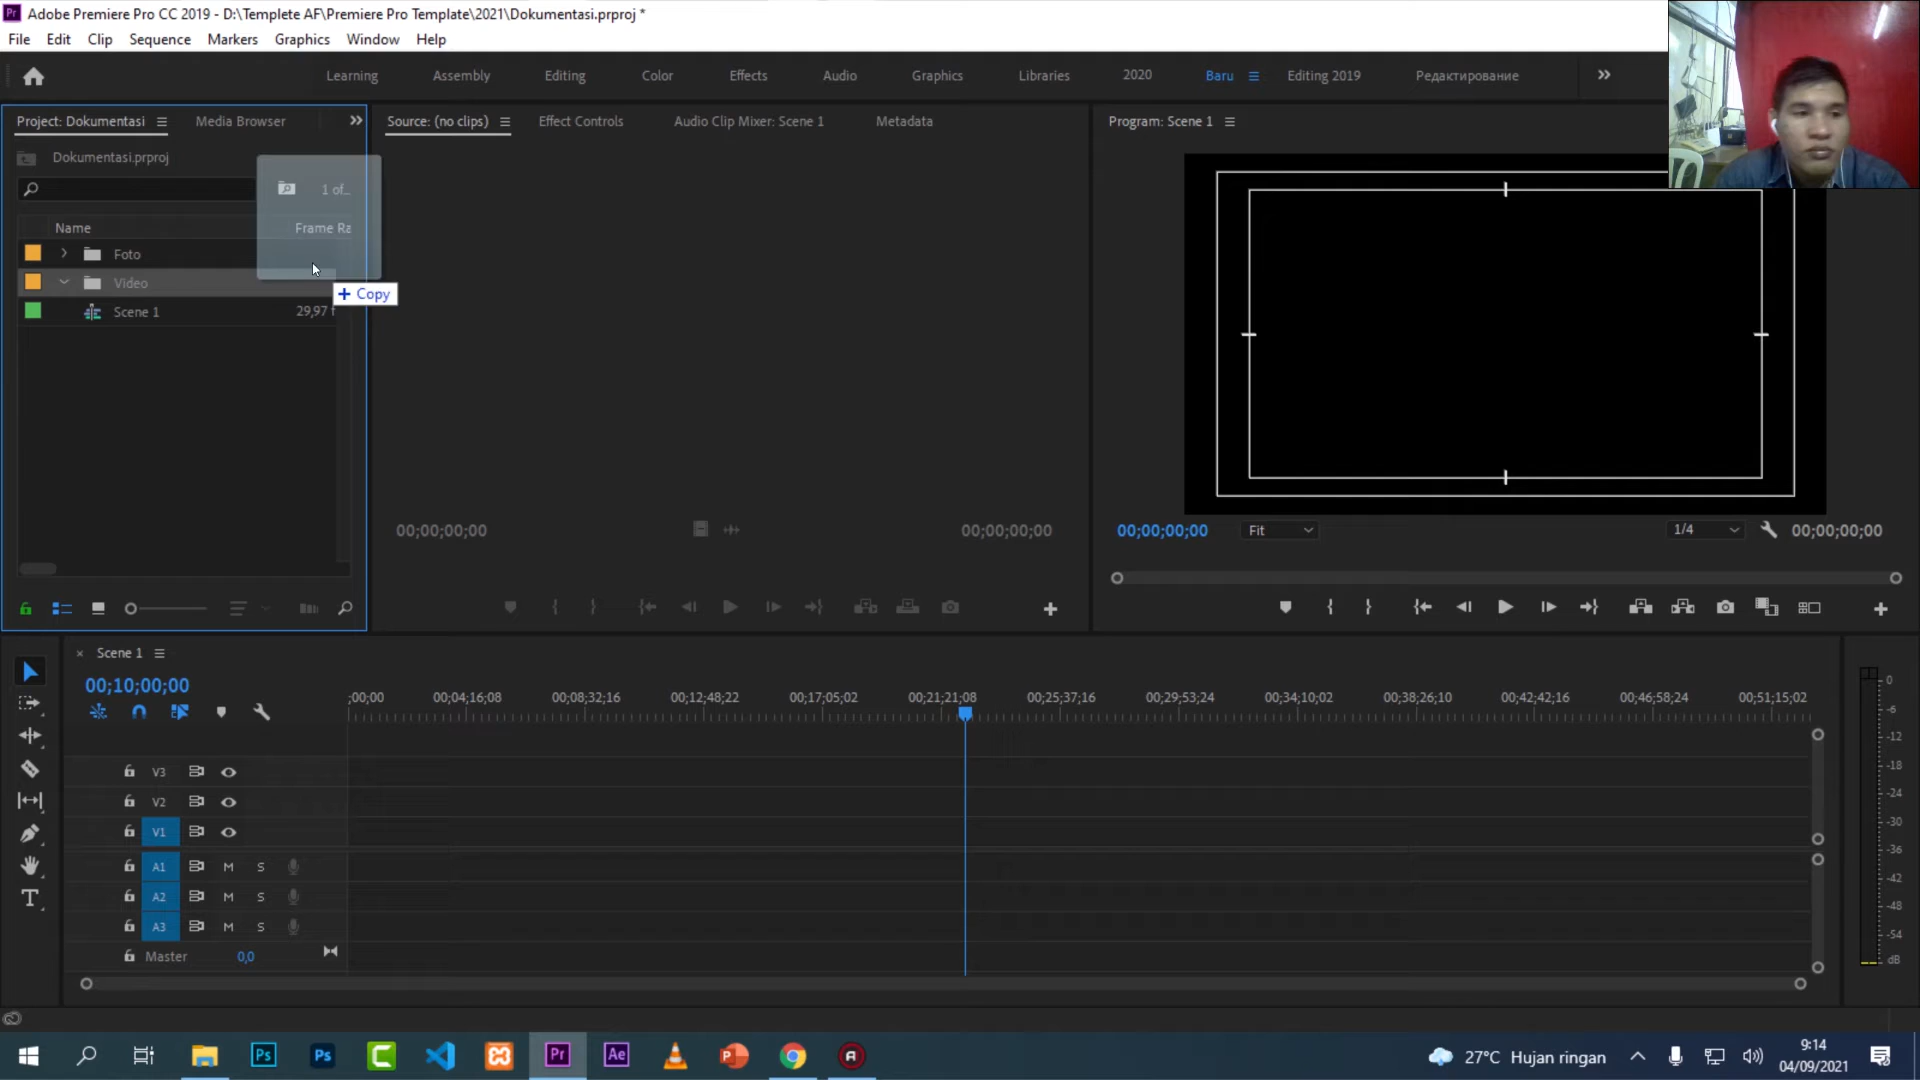 Adobe Premiere Pro CC 2019 - D:\Templete AF\Premiere Pro Template\2021\Dokumentasi.prproj *
File Edit Clip Sequence Markers Graphics Window Help
Learning Assembly Editing Color Effects Audio Graphics Libraries 2020 Baru Editing 2019 Редактирование
Project: Dokumentasi Media Browser
Source: (no clips) Effect Controls Audio Clip Mixer: Scene 1 Metadata
Program: Scene 1
Dokumentasi.prproj
1 of...
Name Frame Ra
Foto
Video
Copy
Scene 1 29,97 f
00;00;00;00 00;00;00;00
00;00;00;00 Fit 1/4 00;00;00;00
Scene 1
00;10;00;00
;00;00 00;04;16;08 00;08;32;16 00;12;48;22 00;17;05;02 00;21;21;08 00;25;37;16 00;29;53;24 00;34;10;02 00;38;26;10 00;42;42;16 00;46;58;24 00;51;15;02
V3
V2
V1
A1 M S
A2 M S
A3 M S
Master 0,0
0
-6
-12
-18
-24
-30
-36
-42
-48
-54
dB
27°C Hujan ringan
9:14
04/09/2021